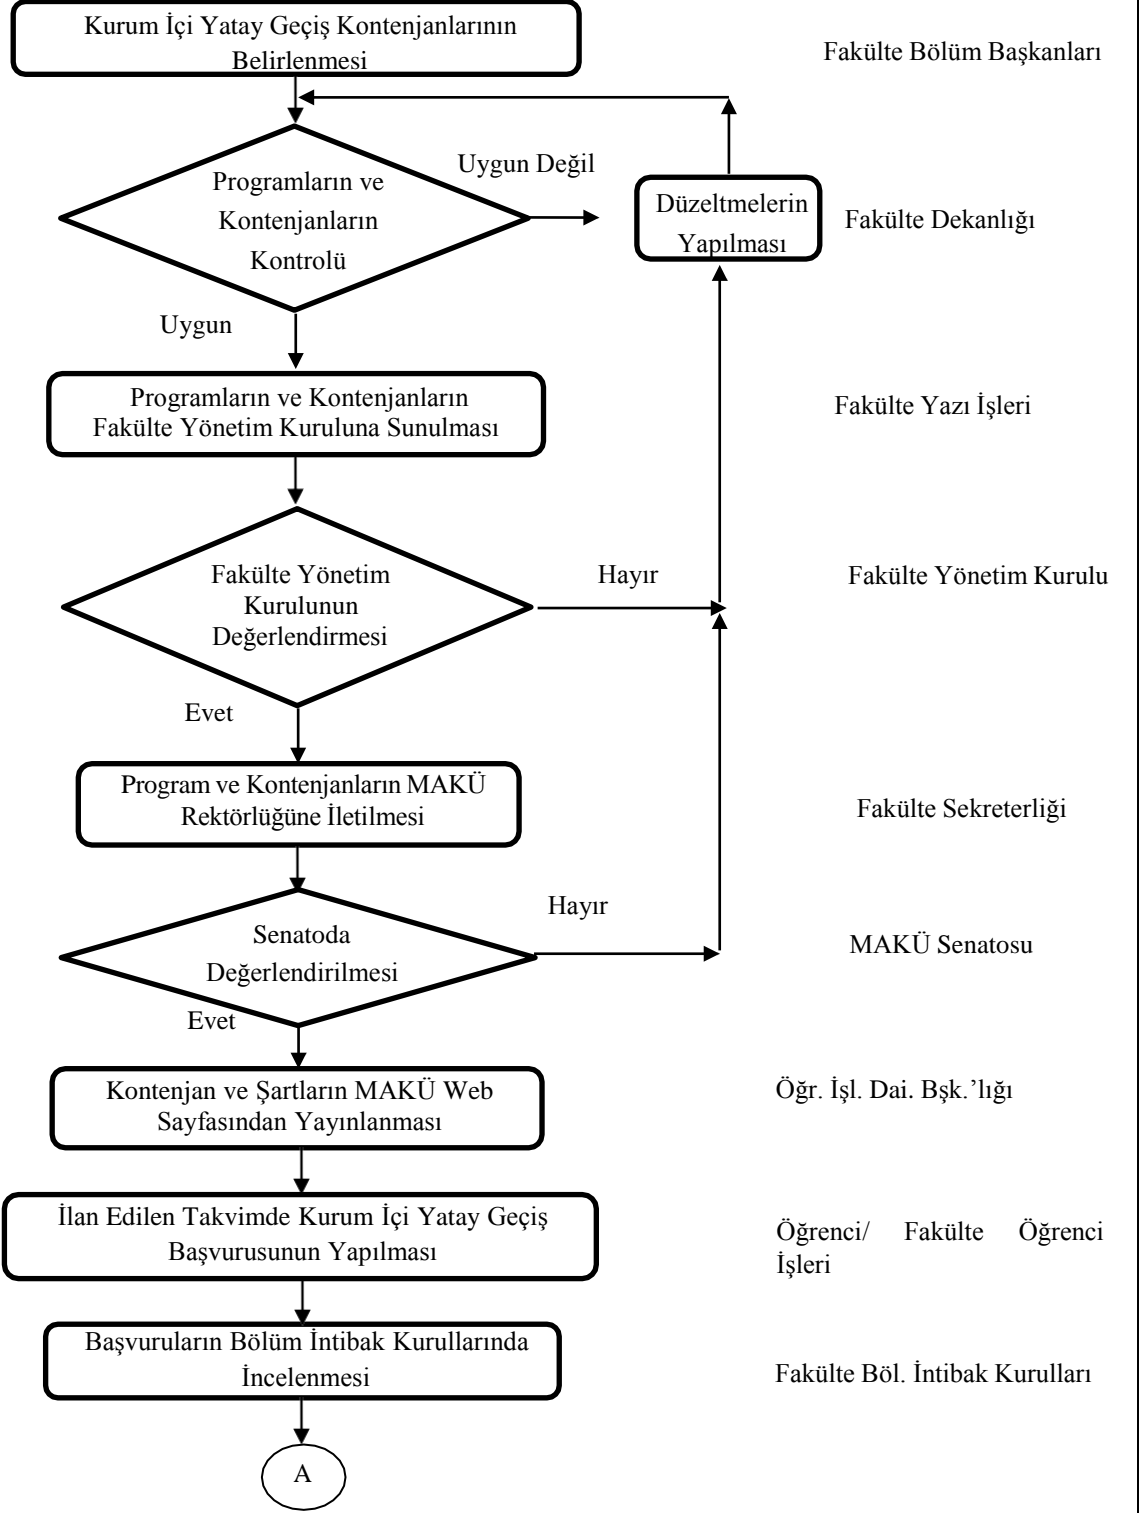 Kurum İçi Yatay Geçiş Kontenjanlarının
Belirlenmesi
Fakülte Bölüm Başkanları
Uygun Değil
Programların ve
Kontenjanların
Kontrolü
Düzeltmelerin
Yapılması
Fakülte Dekanlığı
Uygun
Programların ve Kontenjanların
Fakülte Yönetim Kuruluna Sunulması
Fakülte Yazı İşleri
Fakülte Yönetim
Kurulunun
Değerlendirmesi
Hayır
Fakülte Yönetim Kurulu
Evet
Program ve Kontenjanların MAKÜ
Rektörlüğüne İletilmesi
Fakülte Sekreterliği
Hayır
Senatoda
Değerlendirilmesi
MAKÜ Senatosu
Evet
Kontenjan ve Şartların MAKÜ Web
Sayfasından Yayınlanması
Öğr. İşl. Dai. Bşk.’lığı
İlan Edilen Takvimde Kurum İçi Yatay Geçiş
Başvurusunun Yapılması
Öğrenci/ Fakülte Öğrenci
İşleri
Başvuruların Bölüm İntibak Kurullarında
İncelenmesi
Fakülte Böl. İntibak Kurulları
A